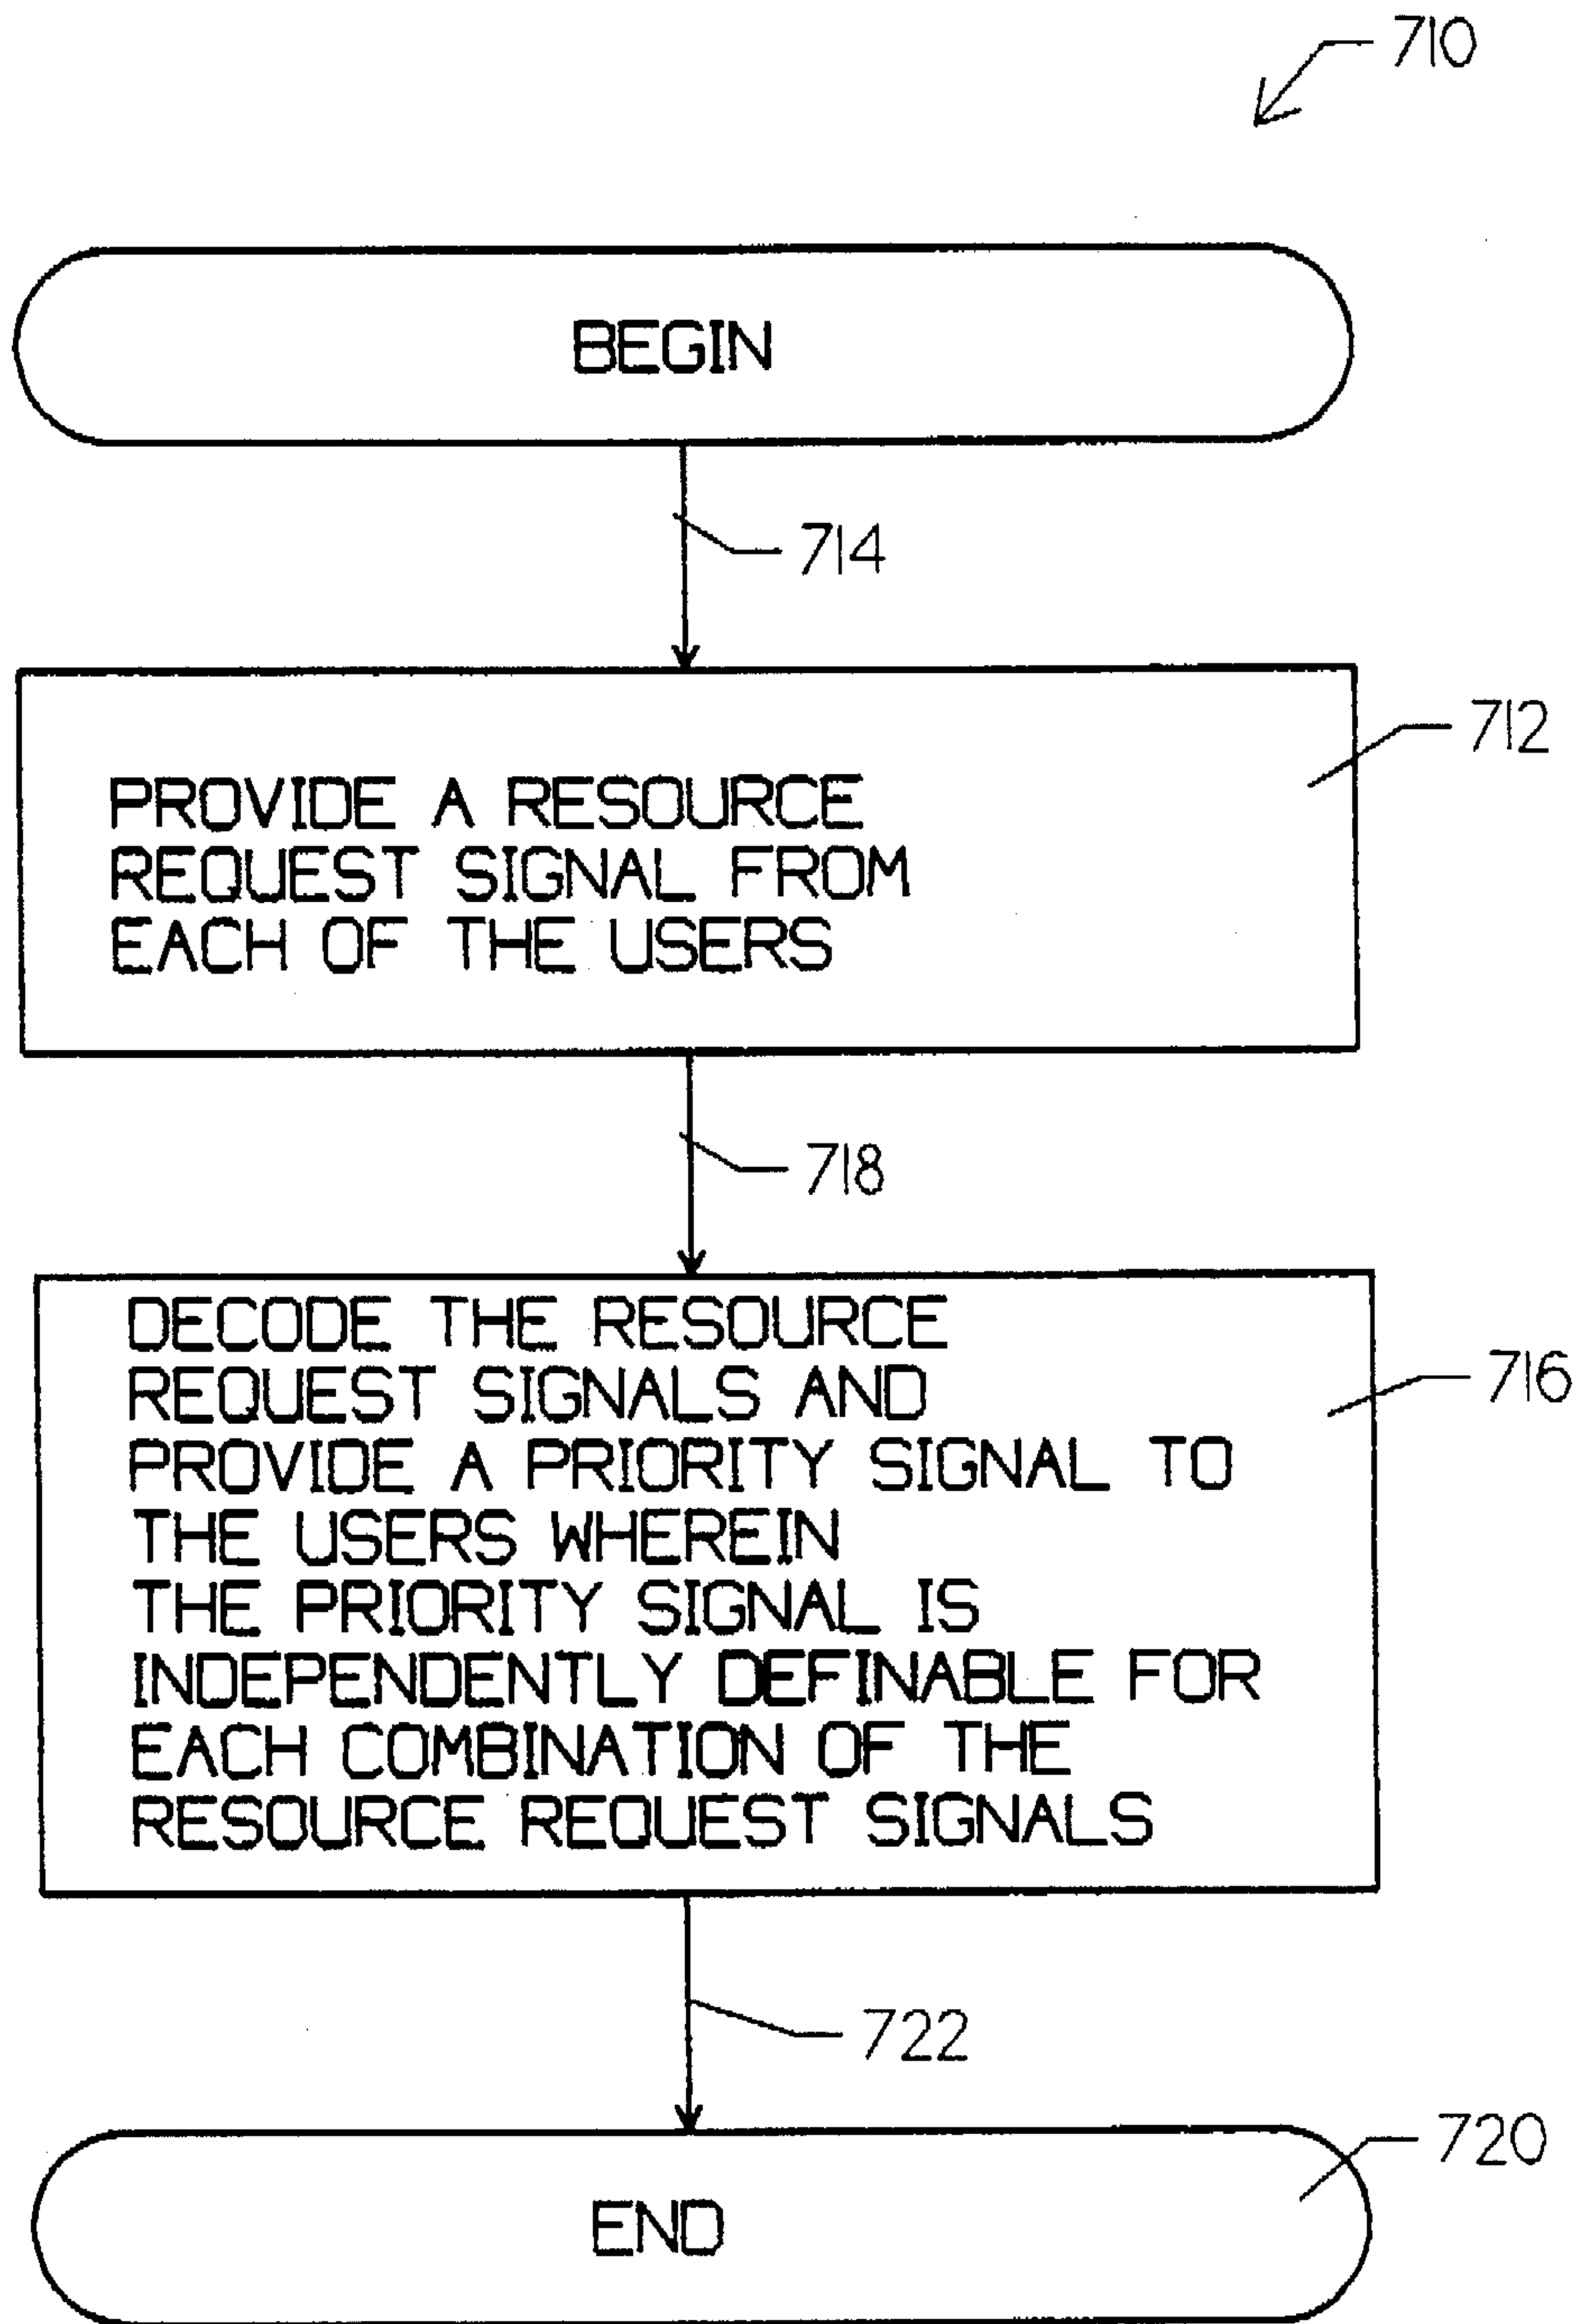 710
BEGIN
714
712
PROVIDE A RESOURCE
REQUEST SIGNAL FROM
EACH OF THE USERS
718
DECODE THE RESOURCE
REQUEST SIGNALS AND
PROVIDE A PRIORITY SIGNAL TO
THE USERS WHEREIN
THE PRIORITY SIGNAL IS
INDEPENDENTLY DEFINABLE FOR
EACH COMBINATION OF THE
RESOURCE REQUEST SIGNALS
716
722
720
END